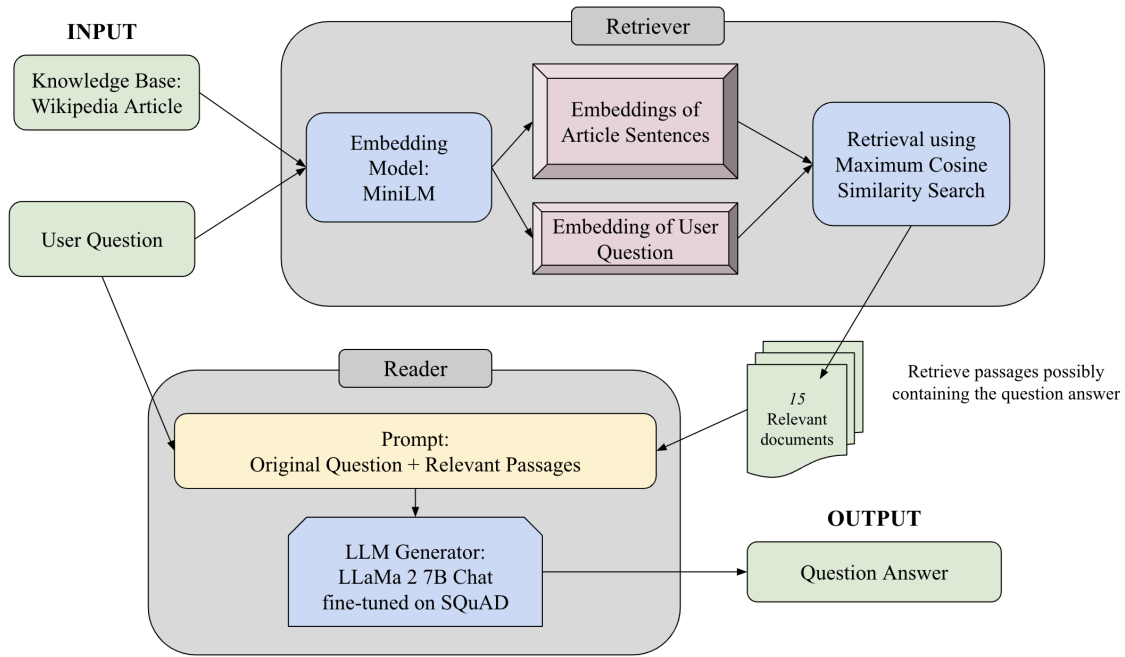 INPUT
Knowledge Base:
Wikipedia Article
User Question
Retriever
Embedding
Model:
MiniLM
Embeddings of
Article Sentences
Embedding of User
Question
Retrieval using
Maximum Cosine
Similarity Search
15
Relevant
documents
Retrieve passages possibly
containing the question answer
Reader
Prompt:
Original Question + Relevant Passages
LLM Generator:
LLaMa 2 7B Chat
fine-tuned on SQuAD
OUTPUT
Question Answer